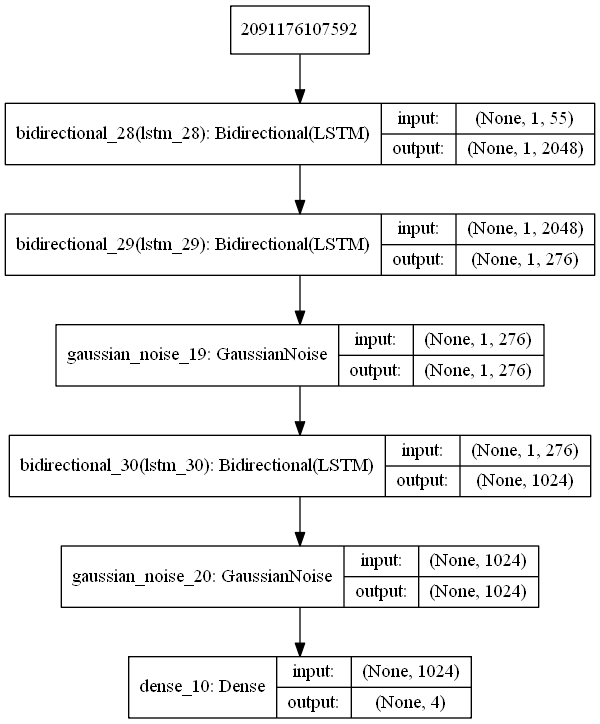 2091176107592
bidirectional_28(lstm_28): Bidirectional(LSTM)
input: (None, 1, 55)
output: (None, 1, 2048)
bidirectional_29(lstm_29): Bidirectional(LSTM)
input: (None, 1, 2048)
output: (None, 1, 276)
gaussian_noise_19: GaussianNoise
input: (None, 1, 276)
output: (None, 1, 276)
bidirectional_30(lstm_30): Bidirectional(LSTM)
input: (None, 1, 276)
output: (None, 1024)
gaussian_noise_20: GaussianNoise
input: (None, 1024)
output: (None, 1024)
dense_10: Dense
input: (None, 1024)
output: (None, 4)